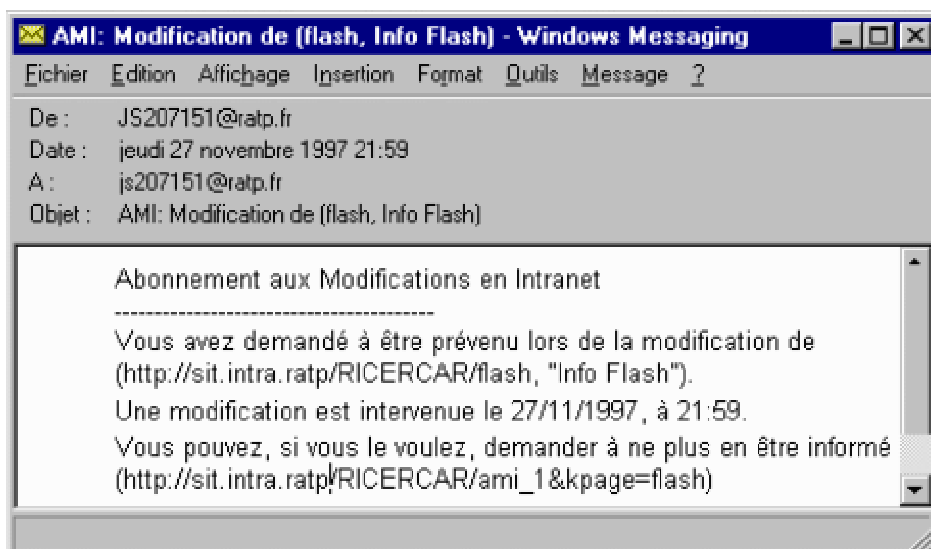 AMI: Modification de (flash, Info Flash) - Windows Messaging
Fichier Edition Affichage Insertion Format Outils Message ?
De : JS207151@ratp.fr
Date : jeudi 27 novembre 1997 21:59
A : js207151@ratp.fr
Objet : AMI: Modification de (flash, Info Flash)
Abonnement aux Modifications en Intranet
----------------------------------------
Vous avez demandé à être prévenu lors de la modification de
(http://sit.intra.ratp/RICERCAR/flash, "Info Flash").
Une modification est intervenue le 27/11/1997, à 21:59.
Vous pouvez, si vous le voulez, demander à ne plus en être informé
(http://sit.intra.ratp/RICERCAR/ami_1&kpage=flash)